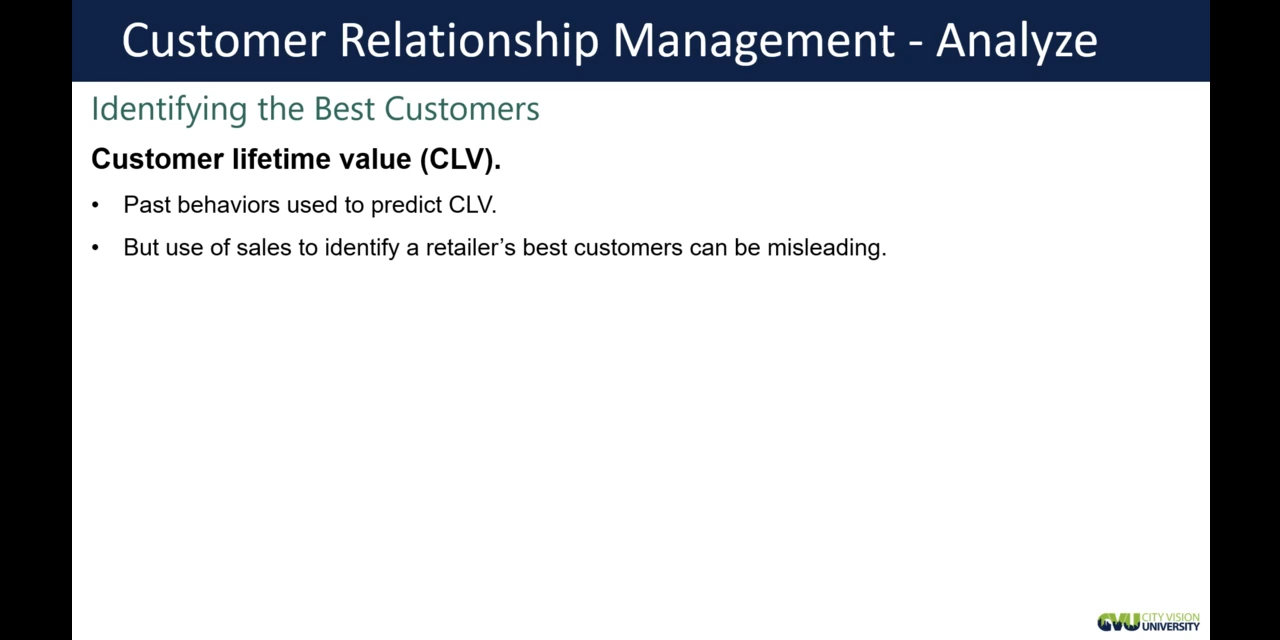 Customer Relationship Management - Analyze
Identifying the Best Customers
Customer lifetime value (CLV).
• Past behaviors used to predict CLV.
• But use of sales to identify a retailer’s best customers can be misleading.
CVU CITY VISION
UNIVERSITY